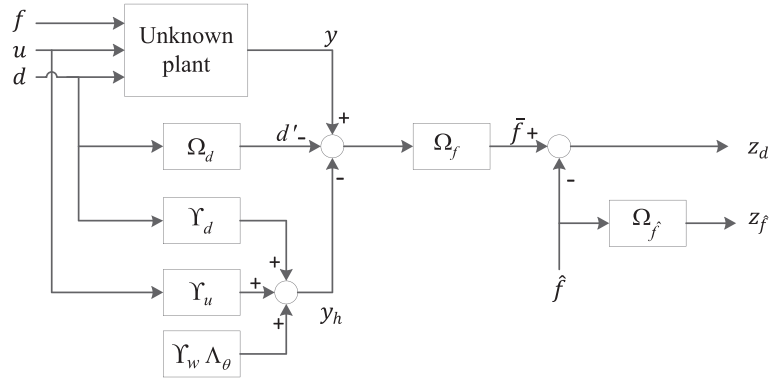 f
u
d
Unknown
plant
y
+
Ω_d
d'-
-
Ω_f
f̄ +
-
z_d
ϒ_d
+
Ω_f̂
z_f̂
ϒ_u
+
y_h
f̂
+
ϒ_w Λ_θ